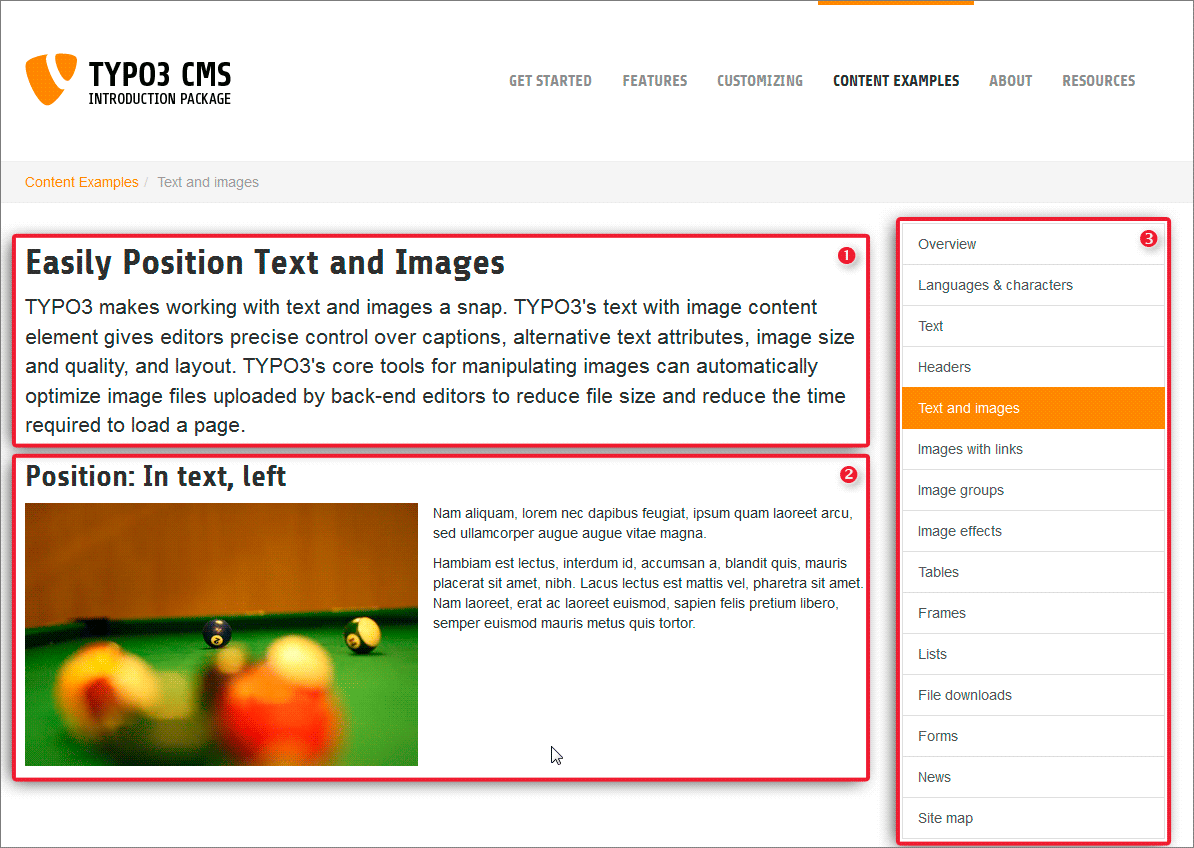 TYPO3 CMS
INTRODUCTION PACKAGE
GET STARTED FEATURES CUSTOMIZING CONTENT EXAMPLES ABOUT RESOURCES
Content Examples / Text and images
1
Easily Position Text and Images
TYPO3 makes working with text and images a snap. TYPO3's text with image content
element gives editors precise control over captions, alternative text attributes, image size
and quality, and layout. TYPO3's core tools for manipulating images can automatically
optimize image files uploaded by back-end editors to reduce file size and reduce the time
required to load a page.
2
Position: In text, left
Nam aliquam, lorem nec dapibus feugiat, ipsum quam laoreet arcu,
sed ullamcorper augue augue vitae magna.
Hambiam est lectus, interdum id, accumsan a, blandit quis, mauris
placerat sit amet, nibh. Lacus lectus est mattis vel, pharetra sit amet.
Nam laoreet, erat ac laoreet euismod, sapien felis pretium libero,
semper euismod mauris metus quis tortor.
3
Overview
Languages & characters
Text
Headers
Text and images
Images with links
Image groups
Image effects
Tables
Frames
Lists
File downloads
Forms
News
Site map